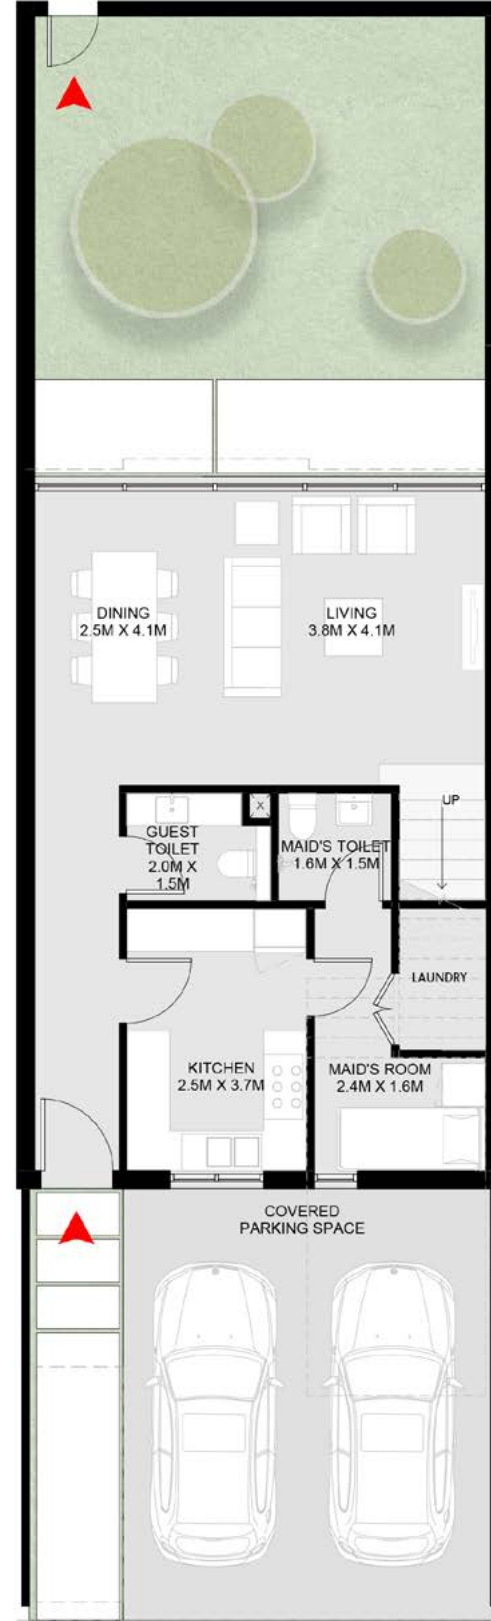 DINING
2.5M X 4.1M
LIVING
3.8M X 4.1M
UP
X
GUEST
TOILET
2.0M X
1.5M
MAID'S TOILET
1.6M X 1.5M
LAUNDRY
KITCHEN
2.5M X 3.7M
MAID'S ROOM
2.4M X 1.6M
COVERED
PARKING SPACE